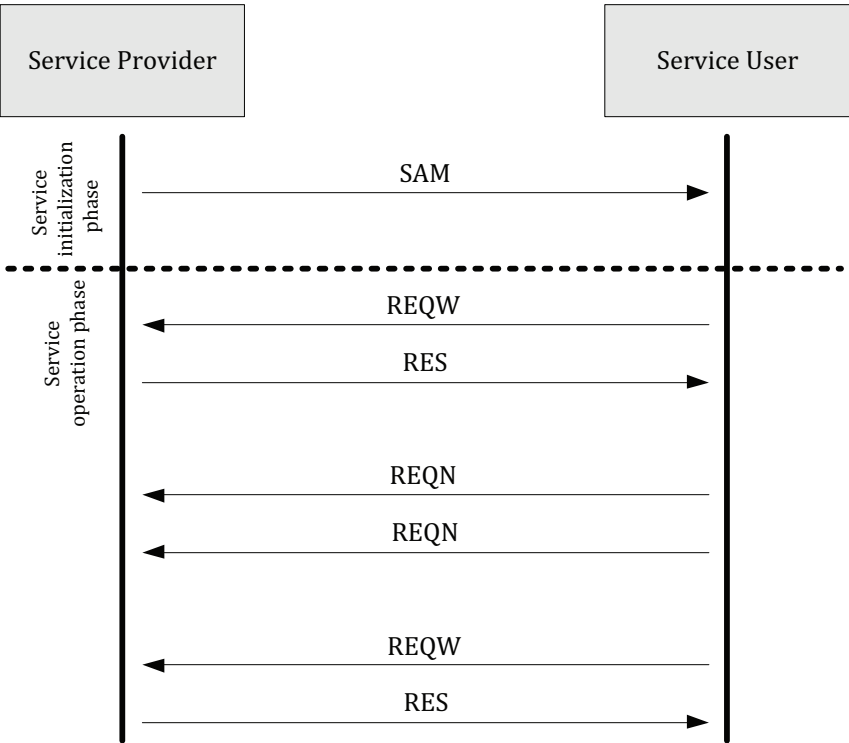 Service Provider
Service User
Service
initialization
phase
SAM
REQW
Service
operation phase
RES
REQN
REQN
REQW
RES